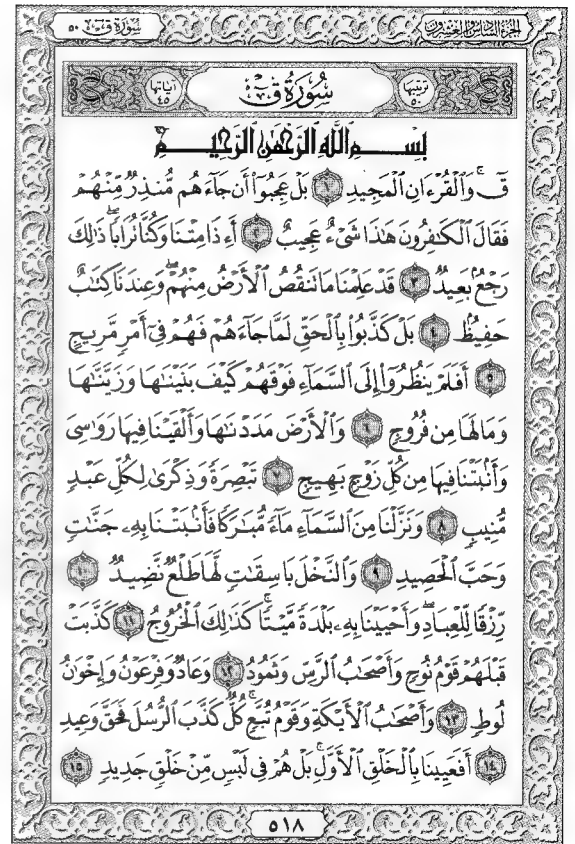 سُورَةُ قٓ ٥٠
الجزء السادس والعشرون
ترتيبها ٥٠
سُورَةُ قٓ
آياتها ٤٥
بِسْمِ ٱللَّهِ ٱلرَّحْمَٰنِ ٱلرَّحِيمِ
قٓۚ وَٱلْقُرْءَانِ ٱلْمَجِيدِ ١ بَلْ عَجِبُوٓا۟ أَن جَآءَهُم مُّنذِرٌ مِّنْهُمْ
فَقَالَ ٱلْكَٰفِرُونَ هَٰذَا شَىْءٌ عَجِيبٌ ٢ أَءِذَا مِتْنَا وَكُنَّا تُرَابًاۖ ذَٰلِكَ
رَجْعٌۢ بَعِيدٌ ٣ قَدْ عَلِمْنَا مَا تَنقُصُ ٱلْأَرْضُ مِنْهُمْۖ وَعِندَنَا كِتَٰبٌ
حَفِيظٌۢ ٤ بَلْ كَذَّبُوا۟ بِٱلْحَقِّ لَمَّا جَآءَهُمْ فَهُمْ فِىٓ أَمْرٍ مَّرِيجٍ
٥ أَفَلَمْ يَنظُرُوٓا۟ إِلَى ٱلسَّمَآءِ فَوْقَهُمْ كَيْفَ بَنَيْنَٰهَا وَزَيَّنَّٰهَا
وَمَا لَهَا مِن فُرُوجٍ ٦ وَٱلْأَرْضَ مَدَدْنَٰهَا وَأَلْقَيْنَا فِيهَا رَوَٰسِىَ
وَأَنۢبَتْنَا فِيهَا مِن كُلِّ زَوْجٍۭ بَهِيجٍ ٧ تَبْصِرَةً وَذِكْرَىٰ لِكُلِّ عَبْدٍ
مُّنِيبٍ ٨ وَنَزَّلْنَا مِنَ ٱلسَّمَآءِ مَآءً مُّبَٰرَكًا فَأَنۢبَتْنَا بِهِۦ جَنَّٰتٍ
وَحَبَّ ٱلْحَصِيدِ ٩ وَٱلنَّخْلَ بَاسِقَٰتٍ لَّهَا طَلْعٌ نَّضِيدٌ ١٠
رِّزْقًا لِّلْعِبَادِۖ وَأَحْيَيْنَا بِهِۦ بَلْدَةً مَّيْتًاۚ كَذَٰلِكَ ٱلْخُرُوجُ ١١ كَذَّبَتْ
قَبْلَهُمْ قَوْمُ نُوحٍ وَأَصْحَٰبُ ٱلرَّسِّ وَثَمُودُ ١٢ وَعَادٌ وَفِرْعَوْنُ وَإِخْوَٰنُ
لُوطٍ ١٣ وَأَصْحَٰبُ ٱلْأَيْكَةِ وَقَوْمُ تُبَّعٍۚ كُلٌّ كَذَّبَ ٱلرُّسُلَ فَحَقَّ وَعِيدِ
١٤ أَفَعَيِينَا بِٱلْخَلْقِ ٱلْأَوَّلِۚ بَلْ هُمْ فِى لَبْسٍ مِّنْ خَلْقٍ جَدِيدٍ ١٥
٥١٨